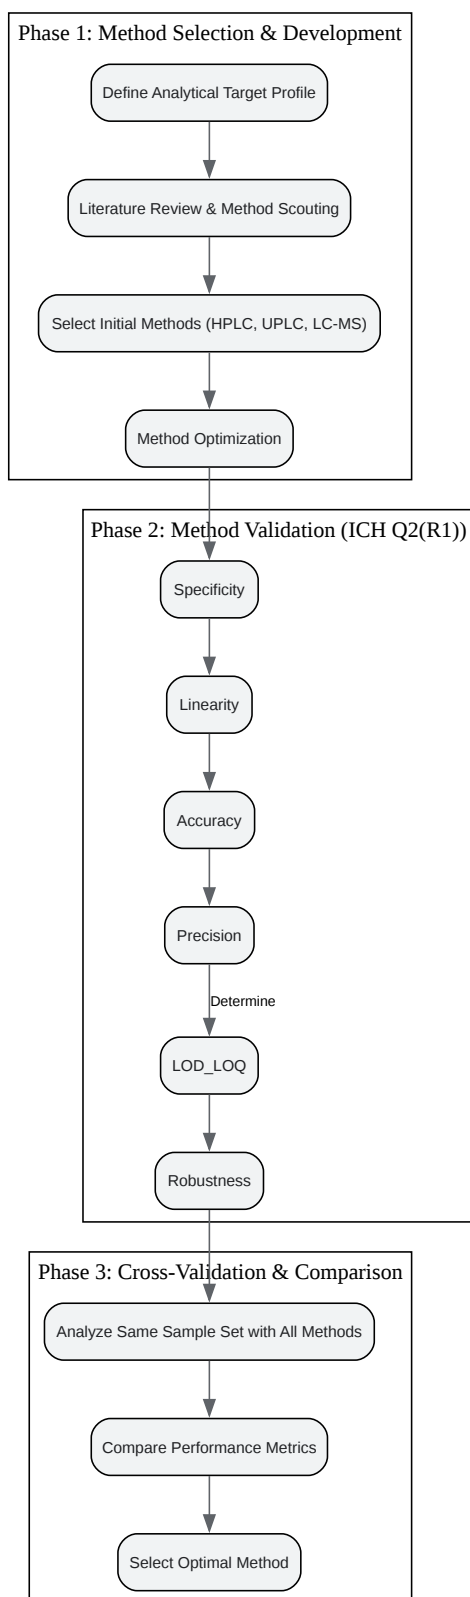 Phase 1: Method Selection & Development
Define Analytical Target Profile
Literature Review & Method Scouting
Select Initial Methods (HPLC, UPLC, LC-MS)
Method Optimization
Phase 2: Method Validation (ICH Q2(R1))
Specificity
Linearity
Accuracy
Precision
Determine
LOD_LOQ
Robustness
Phase 3: Cross-Validation & Comparison
Analyze Same Sample Set with All Methods
Compare Performance Metrics
Select Optimal Method